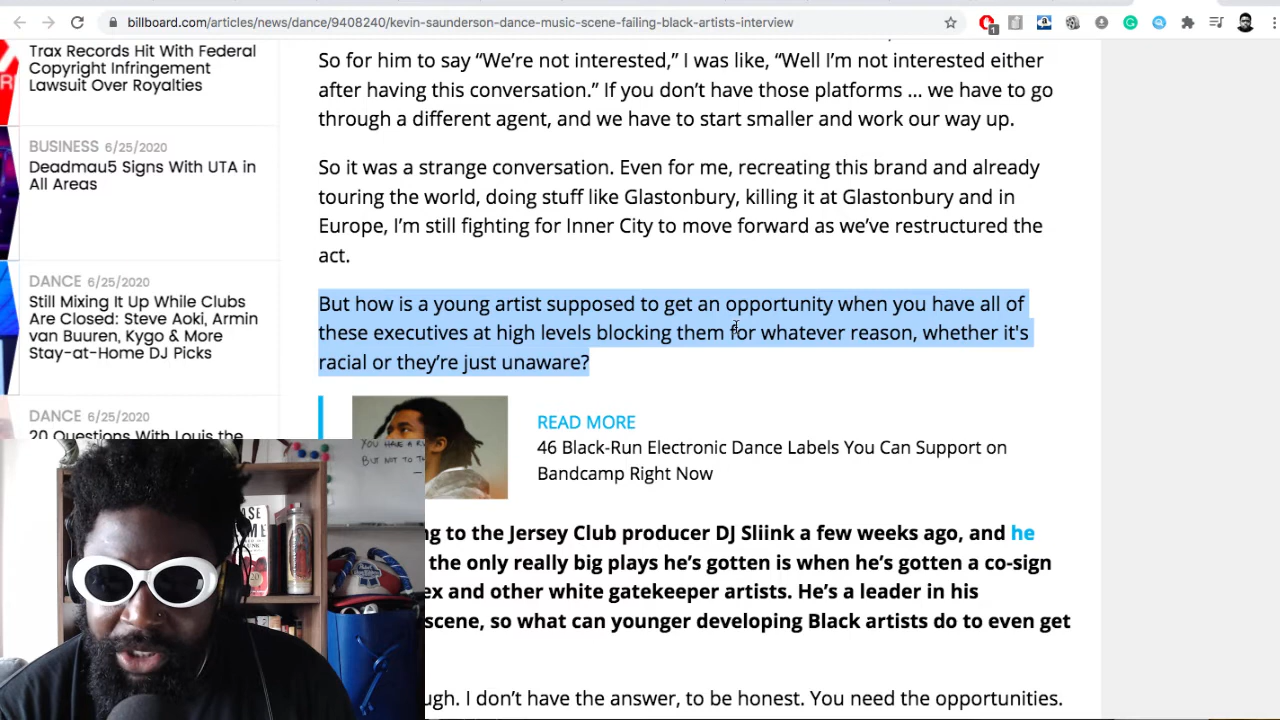 billboard.com/articles/news/dance/9408240/kevin-saunderson-dance-music-scene-failing-black-artists-interview
1
Trax Records Hit With Federal
Copyright Infringement
Lawsuit Over Royalties
BUSINESS 6/25/2020
Deadmau5 Signs With UTA in
All Areas
DANCE 6/25/2020
Still Mixing It Up While Clubs
Are Closed: Steve Aoki, Armin
van Buuren, Kygo & More
Stay-at-Home DJ Picks
DANCE 6/25/2020
20 Questions With Louis the
So for him to say “We’re not interested,” I was like, “Well I’m not interested either
after having this conversation.” If you don’t have those platforms ... we have to go
through a different agent, and we have to start smaller and work our way up.
So it was a strange conversation. Even for me, recreating this brand and already
touring the world, doing stuff like Glastonbury, killing it at Glastonbury and in
Europe, I’m still fighting for Inner City to move forward as we’ve restructured the
act.
But how is a young artist supposed to get an opportunity when you have all of
these executives at high levels blocking them for whatever reason, whether it's
racial or they’re just unaware?
YOU HAVE A
BUT NOT TO
READ MORE
46 Black-Run Electronic Dance Labels You Can Support on
Bandcamp Right Now
to the Jersey Club producer DJ Sliink a few weeks ago, and he
the only really big plays he’s gotten is when he’s gotten a co-sign
and other white gatekeeper artists. He’s a leader in his
scene, so what can younger developing Black artists do to even get
I don’t have the answer, to be honest. You need the opportunities.